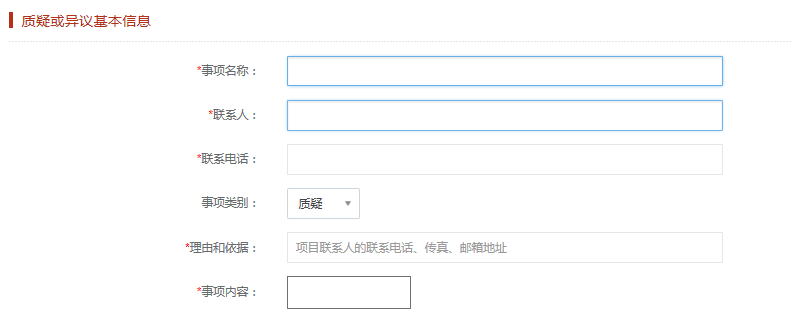 质疑或异议基本信息
*事项名称：
*联系人：
*联系电话：
事项类别： 质疑
*理由和依据： 项目联系人的联系电话、传真、邮箱地址
*事项内容：